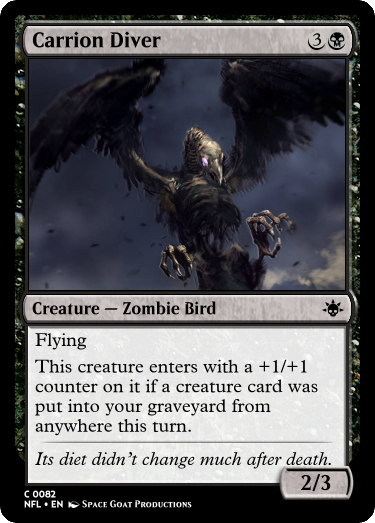 Carrion Diver 3
Creature — Zombie Bird
Flying
This creature enters with a +1/+1
counter on it if a creature card was
put into your graveyard from
anywhere this turn.
Its diet didn't change much after death.
2/3
C 0082
NFL • EN Space Goat Productions